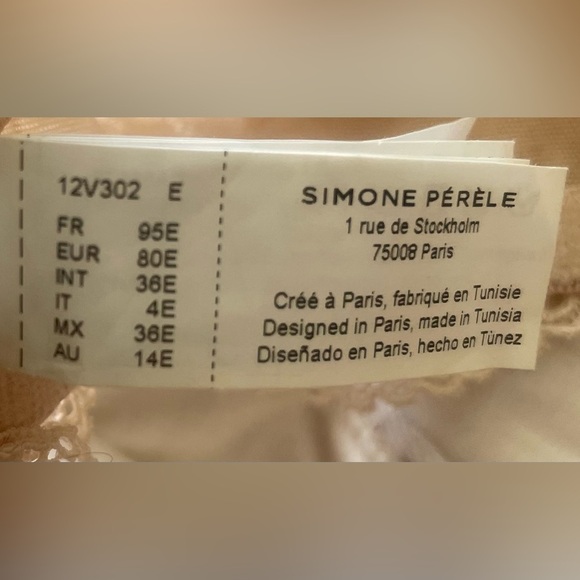 12V302 E
FR 95E
EUR 80E
INT 36E
IT 4E
MX 36E
AU 14E
SIMONE PÉRÈLE
1 rue de Stockholm
75008 Paris
Créé à Paris, fabriqué en Tunisie
Designed in Paris, made in Tunisia
Diseñado en Paris, hecho en Tùnez